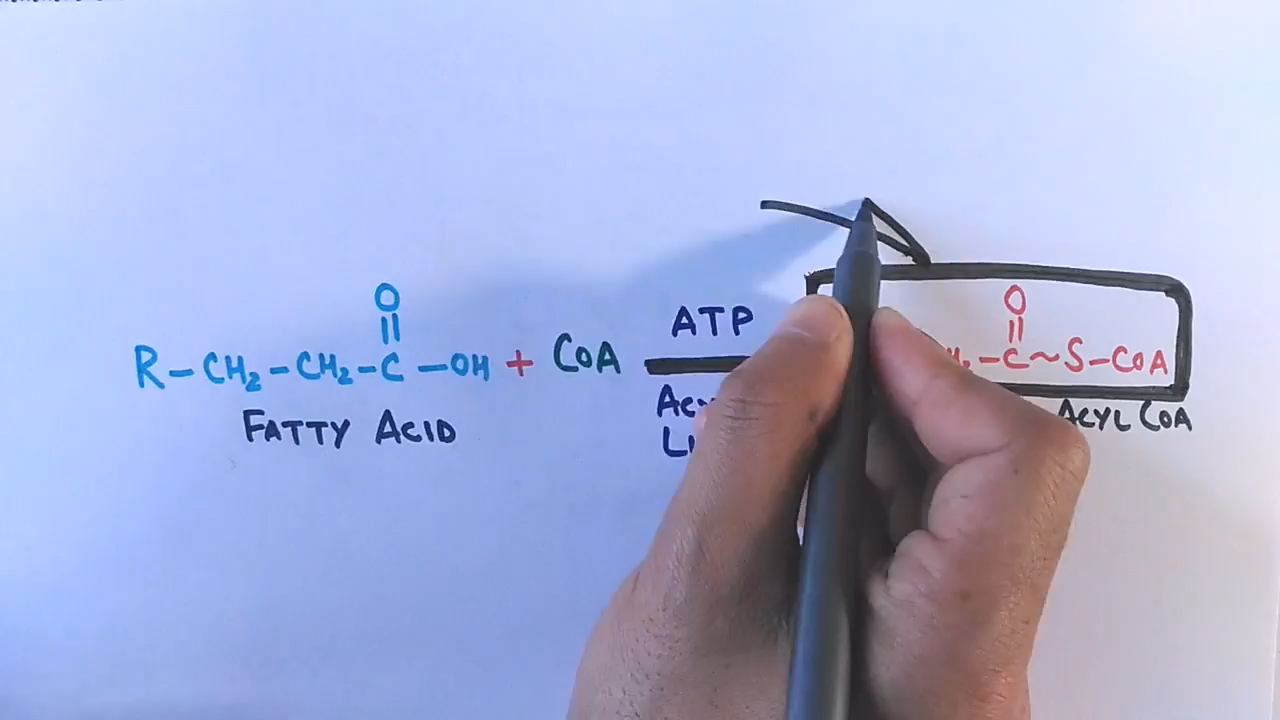 O
||
R–CH₂–CH₂–C–OH + CoA
FATTY ACID
ATP
O
||
–C~S–CoA
ACYL CoA